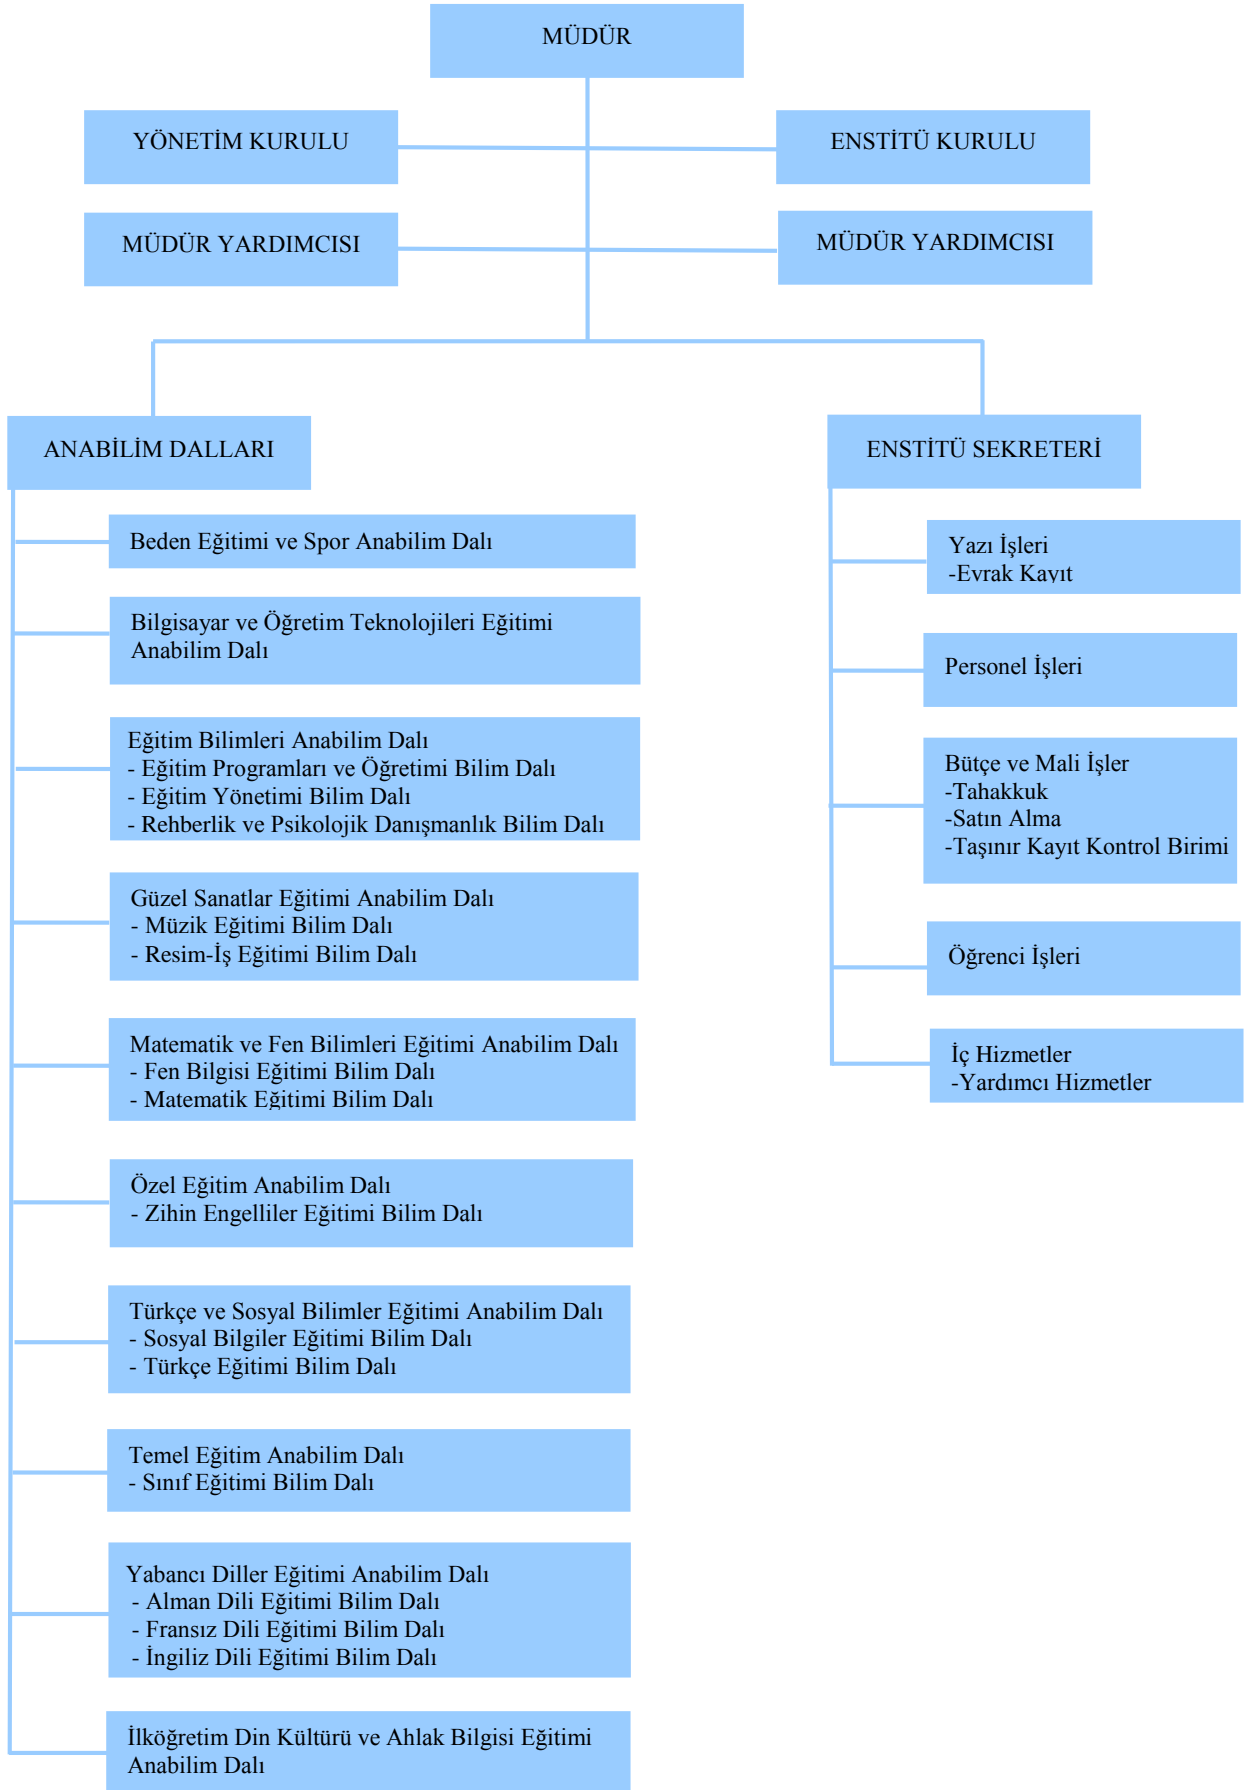 MÜDÜR
YÖNETİM KURULU
ENSTİTÜ KURULU
MÜDÜR YARDIMCISI
MÜDÜR YARDIMCISI
ANABİLİM DALLARI
Beden Eğitimi ve Spor Anabilim Dalı
Bilgisayar ve Öğretim Teknolojileri Eğitimi
Anabilim Dalı
Eğitim Bilimleri Anabilim Dalı
- Eğitim Programları ve Öğretimi Bilim Dalı
- Eğitim Yönetimi Bilim Dalı
- Rehberlik ve Psikolojik Danışmanlık Bilim Dalı
Güzel Sanatlar Eğitimi Anabilim Dalı
- Müzik Eğitimi Bilim Dalı
- Resim-İş Eğitimi Bilim Dalı
Matematik ve Fen Bilimleri Eğitimi Anabilim Dalı
- Fen Bilgisi Eğitimi Bilim Dalı
- Matematik Eğitimi Bilim Dalı
Özel Eğitim Anabilim Dalı
- Zihin Engelliler Eğitimi Bilim Dalı
Türkçe ve Sosyal Bilimler Eğitimi Anabilim Dalı
- Sosyal Bilgiler Eğitimi Bilim Dalı
- Türkçe Eğitimi Bilim Dalı
Temel Eğitim Anabilim Dalı
- Sınıf Eğitimi Bilim Dalı
Yabancı Diller Eğitimi Anabilim Dalı
- Alman Dili Eğitimi Bilim Dalı
- Fransız Dili Eğitimi Bilim Dalı
- İngiliz Dili Eğitimi Bilim Dalı
İlköğretim Din Kültürü ve Ahlak Bilgisi Eğitimi
Anabilim Dalı
ENSTİTÜ SEKRETERİ
Yazı İşleri
-Evrak Kayıt
Personel İşleri
Bütçe ve Mali İşler
-Tahakkuk
-Satın Alma
-Taşınır Kayıt Kontrol Birimi
Öğrenci İşleri
İç Hizmetler
-Yardımcı Hizmetler